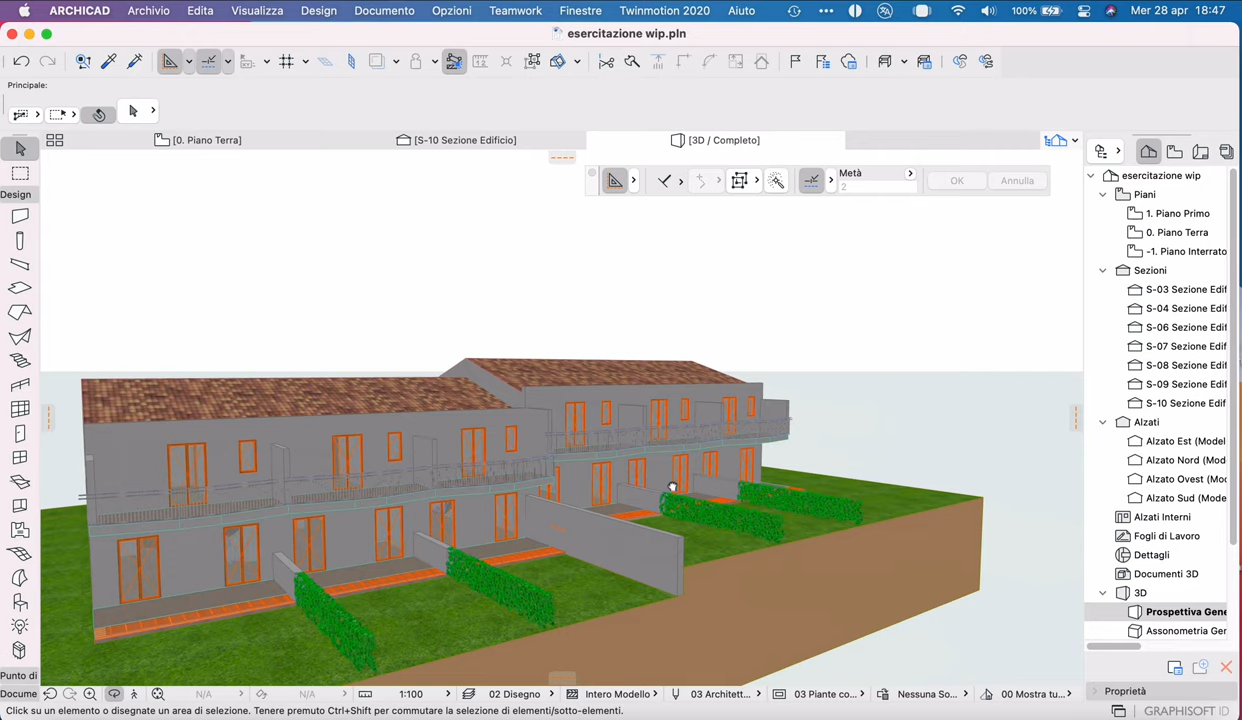 ARCHICAD Archivio Edita Visualizza Design Documento Opzioni Teamwork Finestre Twinmotion 2020 Aiuto 100% Mer 28 apr 18:47
esercitazione wip.pln
Principale:
[0. Piano Terra] [S-10 Sezione Edificio] [3D / Completo]
Metà
2
OK Annulla
Design
esercitazione wip
Piani
1. Piano Primo
0. Piano Terra
-1. Piano Interrato
Sezioni
S-03 Sezione Edif
S-04 Sezione Edif
S-06 Sezione Edif
S-07 Sezione Edif
S-08 Sezione Edif
S-09 Sezione Edif
S-10 Sezione Edif
Alzati
Alzato Est (Model
Alzato Nord (Mod
Alzato Ovest (Mod
Alzato Sud (Mode
Alzati Interni
Fogli di Lavoro
Dettagli
Documenti 3D
3D
Prospettiva Gene
Assonometria Ger
Punto di
Docume N/A N/A 1:100 02 Disegno Intero Modello 03 Architett... 03 Piante co... Nessuna So... 00 Mostra tu...
Proprietà
Click su un elemento o disegnate un area di selezione. Tenere premuto Ctrl+Shift per commutare la selezione di elementi/sotto-elementi.
GRAPHISOFT ID